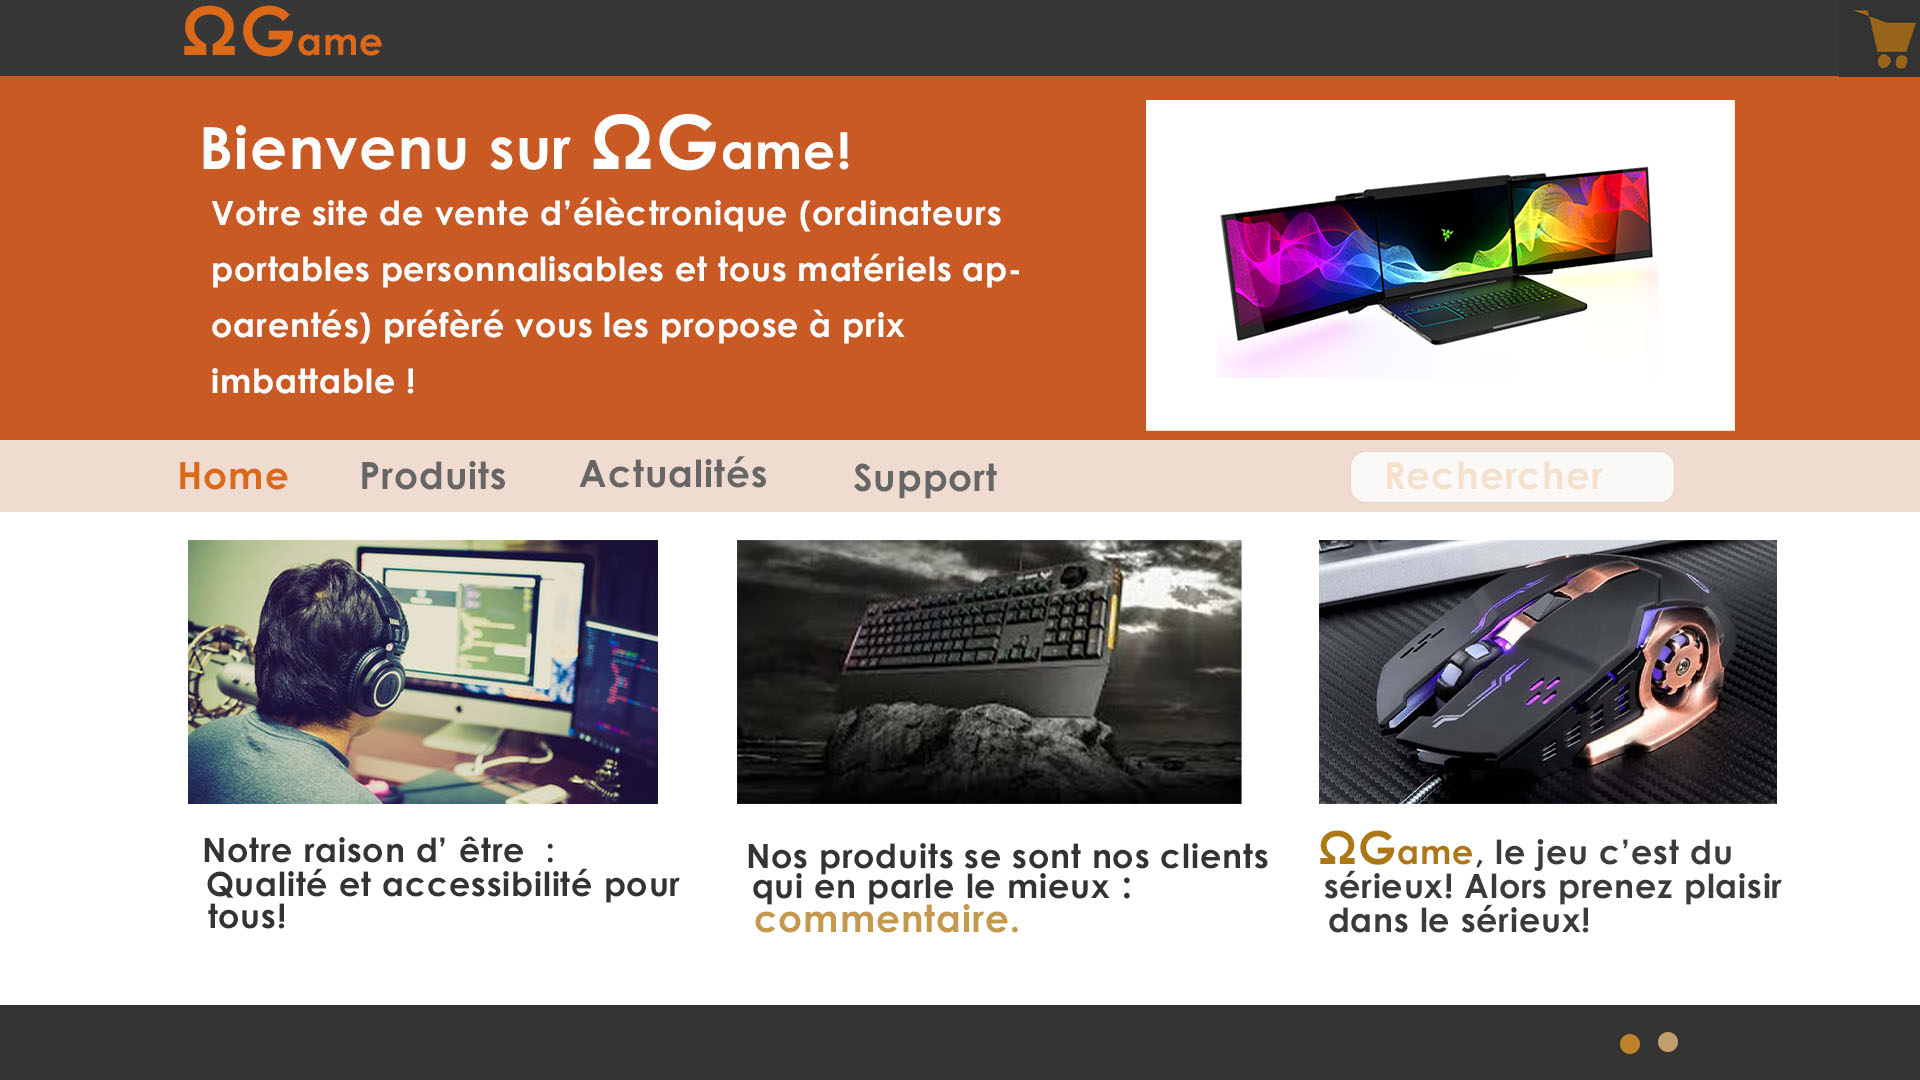 ΩGame
Bienvenu sur ΩGame!
Votre site de vente d’élèctronique (ordinateurs
portables personnalisables et tous matériels ap-
oarentés) préfèré vous les propose à prix
imbattable !
Home Produits Actualités Support Rechercher
Notre raison d’ être :
Qualité et accessibilité pour
tous!
Nos produits se sont nos clients
qui en parle le mieux :
commentaire.
ΩGame, le jeu c’est du
sérieux! Alors prenez plaisir
dans le sérieux!